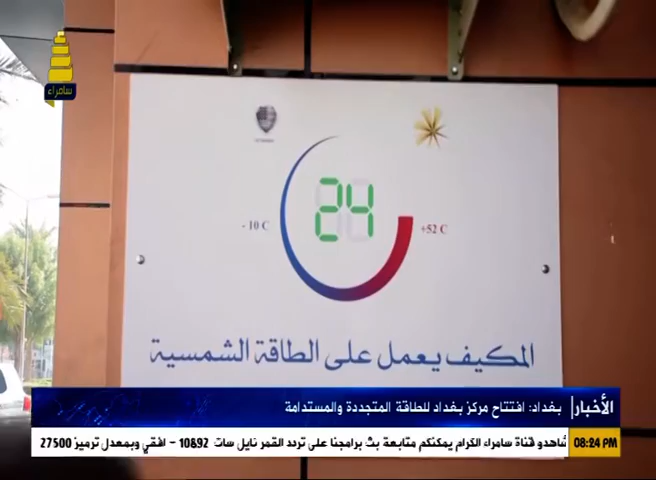 سامراء
24
- 10 C
+52 C
المكيف يعمل على الطاقة الشمسية
الأخبار
بغداد: افتتاح مركز بغداد للطاقة المتجددة والمستدامة
08:24 PM
شاهدو قناة سامراء الكرام يمكنكم متابعة بث برامجنا على تردد القمر نايل سات 10892 - افقي وبمعدل ترميز 27500